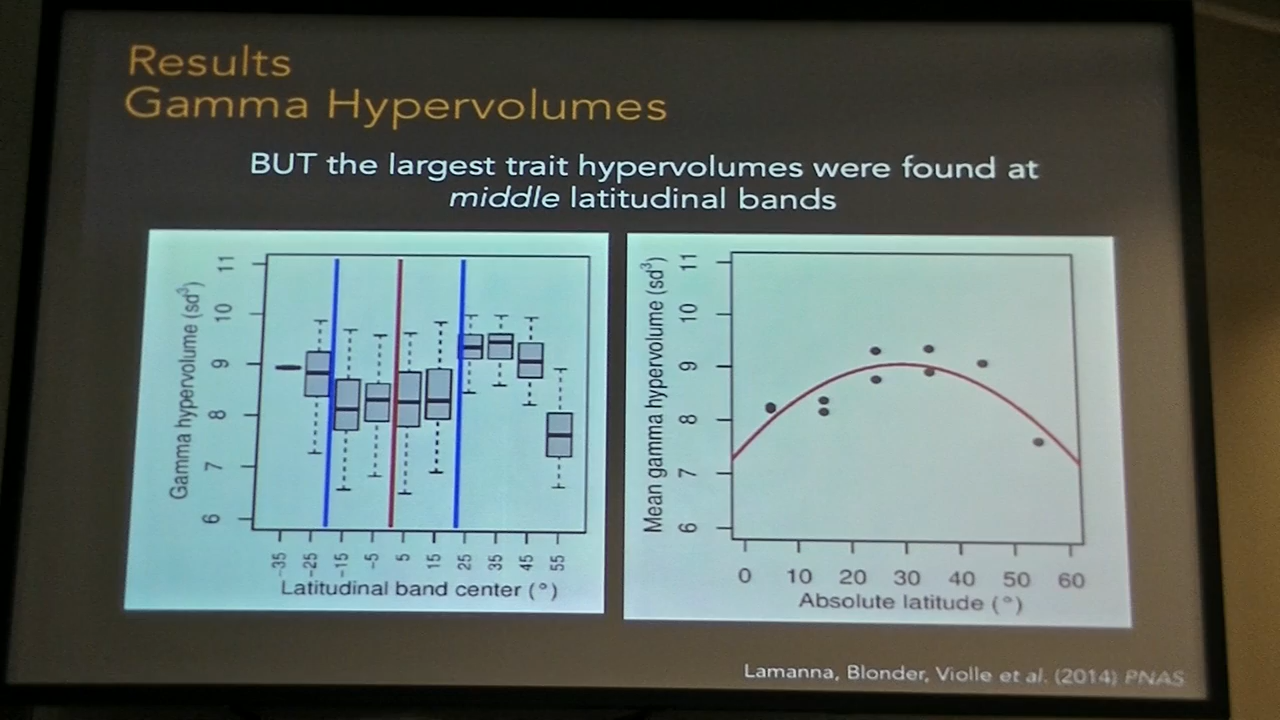 Results
Gamma Hypervolumes
BUT the largest trait hypervolumes were found at
middle latitudinal bands
Gamma hypervolume (sd³)
6 7 8 9 10 11
-35 -25 -15 -5 5 15 25 35 45 55
Latitudinal band center (°)
Mean gamma hypervolume (sd³)
6 7 8 9 10 11
0 10 20 30 40 50 60
Absolute latitude (°)
Lamanna, Blonder, Violle et al. (2014) PNAS